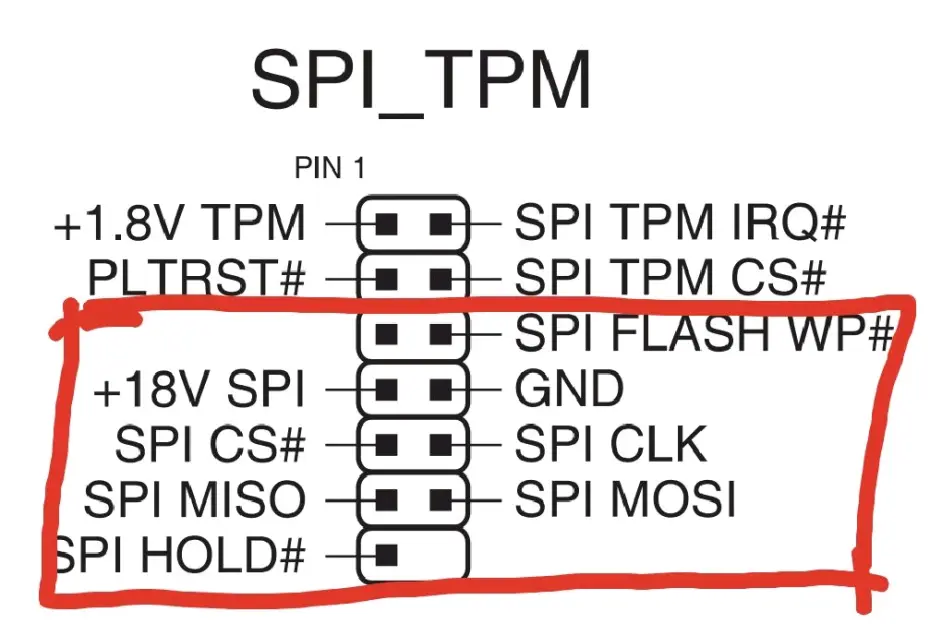 SPI_TPM
PIN 1
+1.8V TPM SPI TPM IRQ#
PLTRST# SPI TPM CS#
SPI FLASH WP#
+18V SPI GND
SPI CS# SPI CLK
SPI MISO SPI MOSI
SPI HOLD#